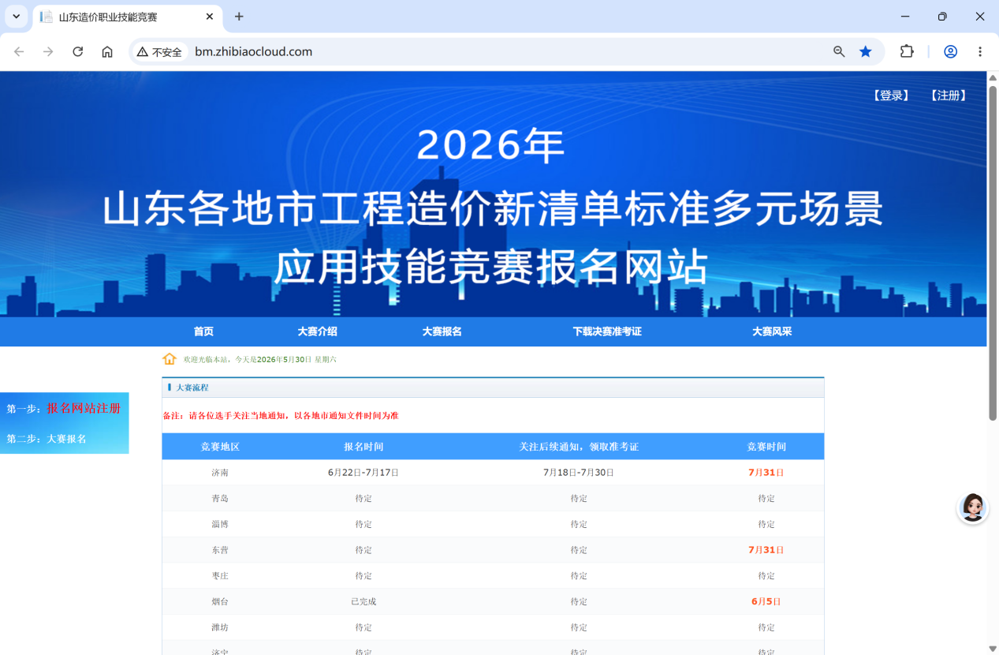 山东造价职业技能竞赛
不安全
bm.zhibiaocloud.com
【登录】 【注册】
2026年
山东各地市工程造价新清单标准多元场景
应用技能竞赛报名网站
首页 大赛介绍 大赛报名 下载决赛准考证 大赛风采
欢迎光临本站，今天是2026年5月30日 星期六
第一步：报名网站注册
第二步：大赛报名
大赛流程
备注：请各位选手关注当地通知，以各地市通知文件时间为准
竞赛地区 报名时间 关注后续通知，领取准考证 竞赛时间
济南 6月22日-7月17日 7月18日-7月30日 7月31日
青岛 待定 待定 待定
淄博 待定 待定 待定
东营 待定 待定 7月31日
枣庄 待定 待定 待定
烟台 已完成 待定 6月5日
潍坊 待定 待定 待定
济宁 待定 待定 待定